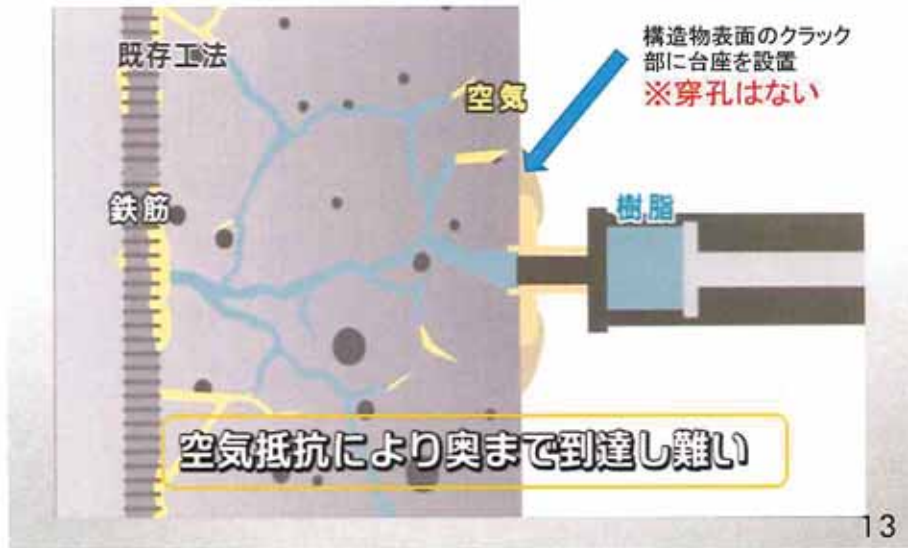 既存工法
構造物表面のクラック
部に台座を設置
※穿孔はない
空気
鉄筋
樹脂
空気抵抗により奥まで到達し難い
13